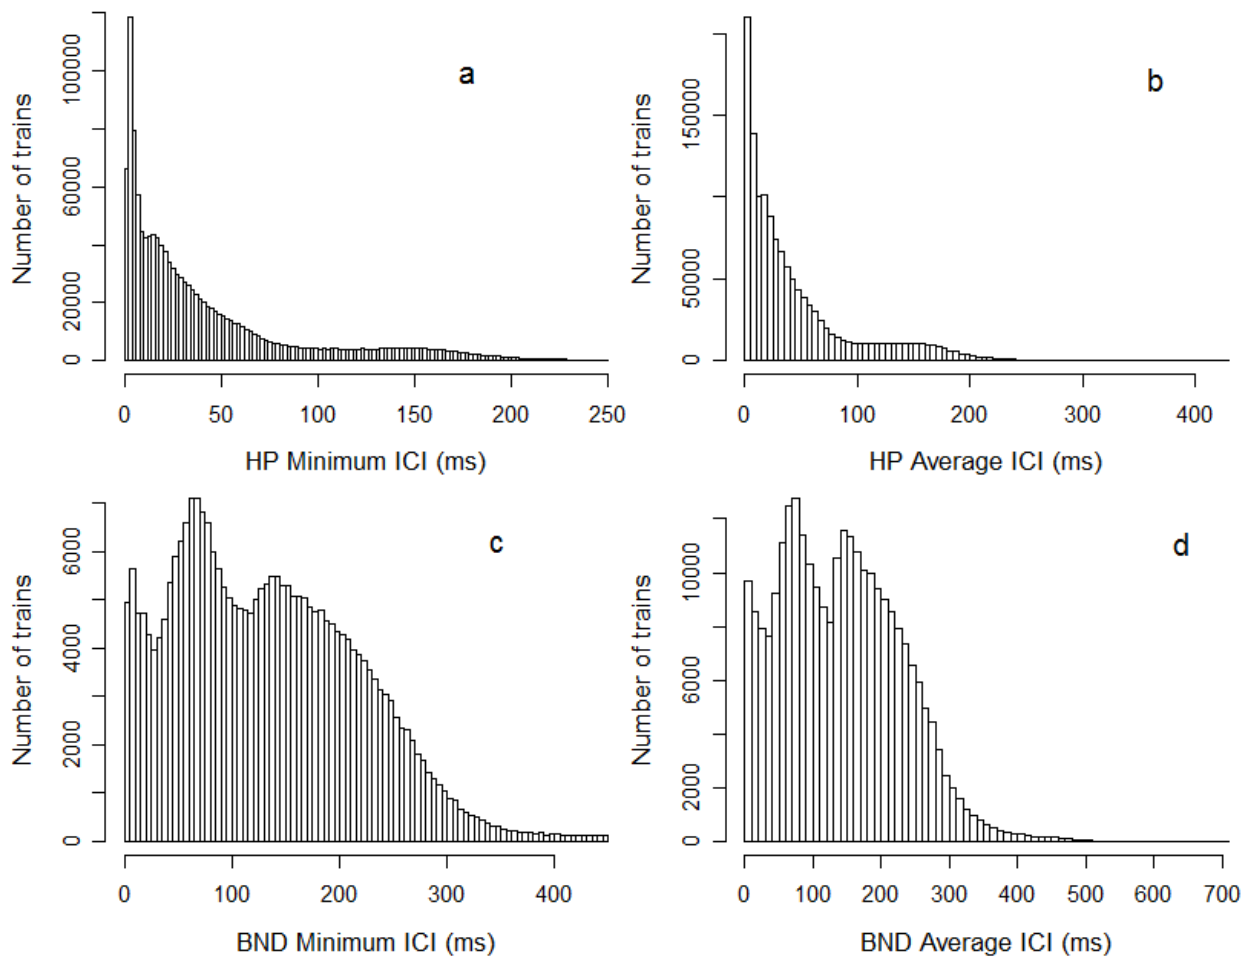 a
Number of trains
0 20000 60000 100000
0 50 100 150 200 250
HP Minimum ICI (ms)
b
Number of trains
0 50000 150000
0 100 200 300 400
HP Average ICI (ms)
c
Number of trains
0 2000 4000 6000
0 100 200 300 400
BND Minimum ICI (ms)
d
Number of trains
0 2000 6000 10000
0 100 200 300 400 500 600 700
BND Average ICI (ms)